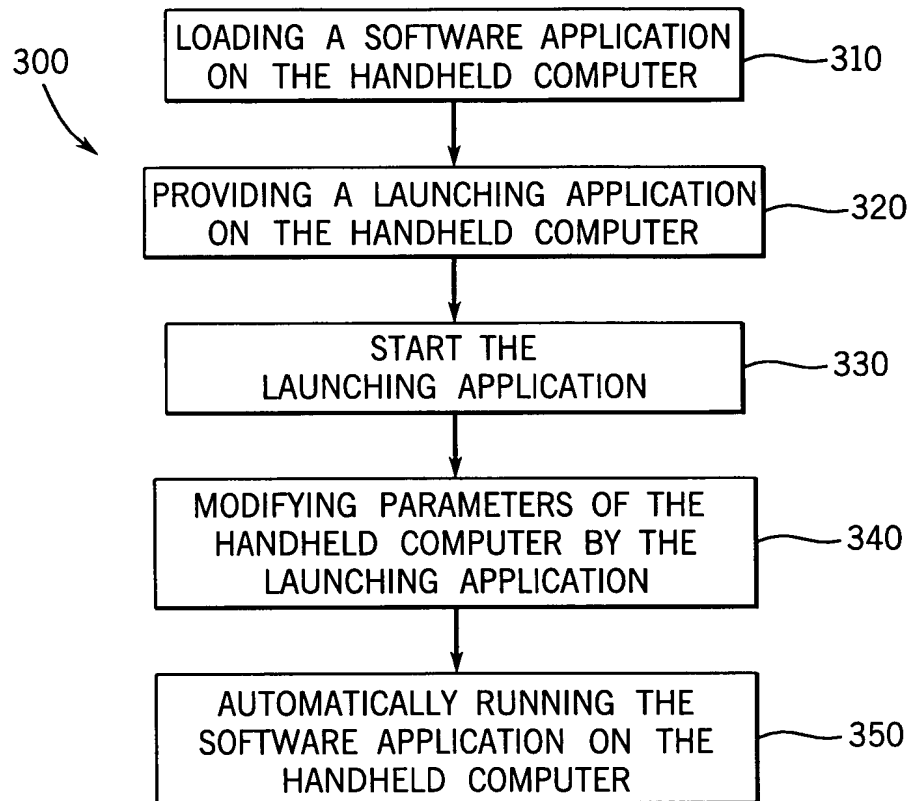 300
LOADING A SOFTWARE APPLICATION
ON THE HANDHELD COMPUTER
310
PROVIDING A LAUNCHING APPLICATION
ON THE HANDHELD COMPUTER
320
START THE
LAUNCHING APPLICATION
330
MODIFYING PARAMETERS OF THE
HANDHELD COMPUTER BY THE
LAUNCHING APPLICATION
340
AUTOMATICALLY RUNNING THE
SOFTWARE APPLICATION ON THE
HANDHELD COMPUTER
350